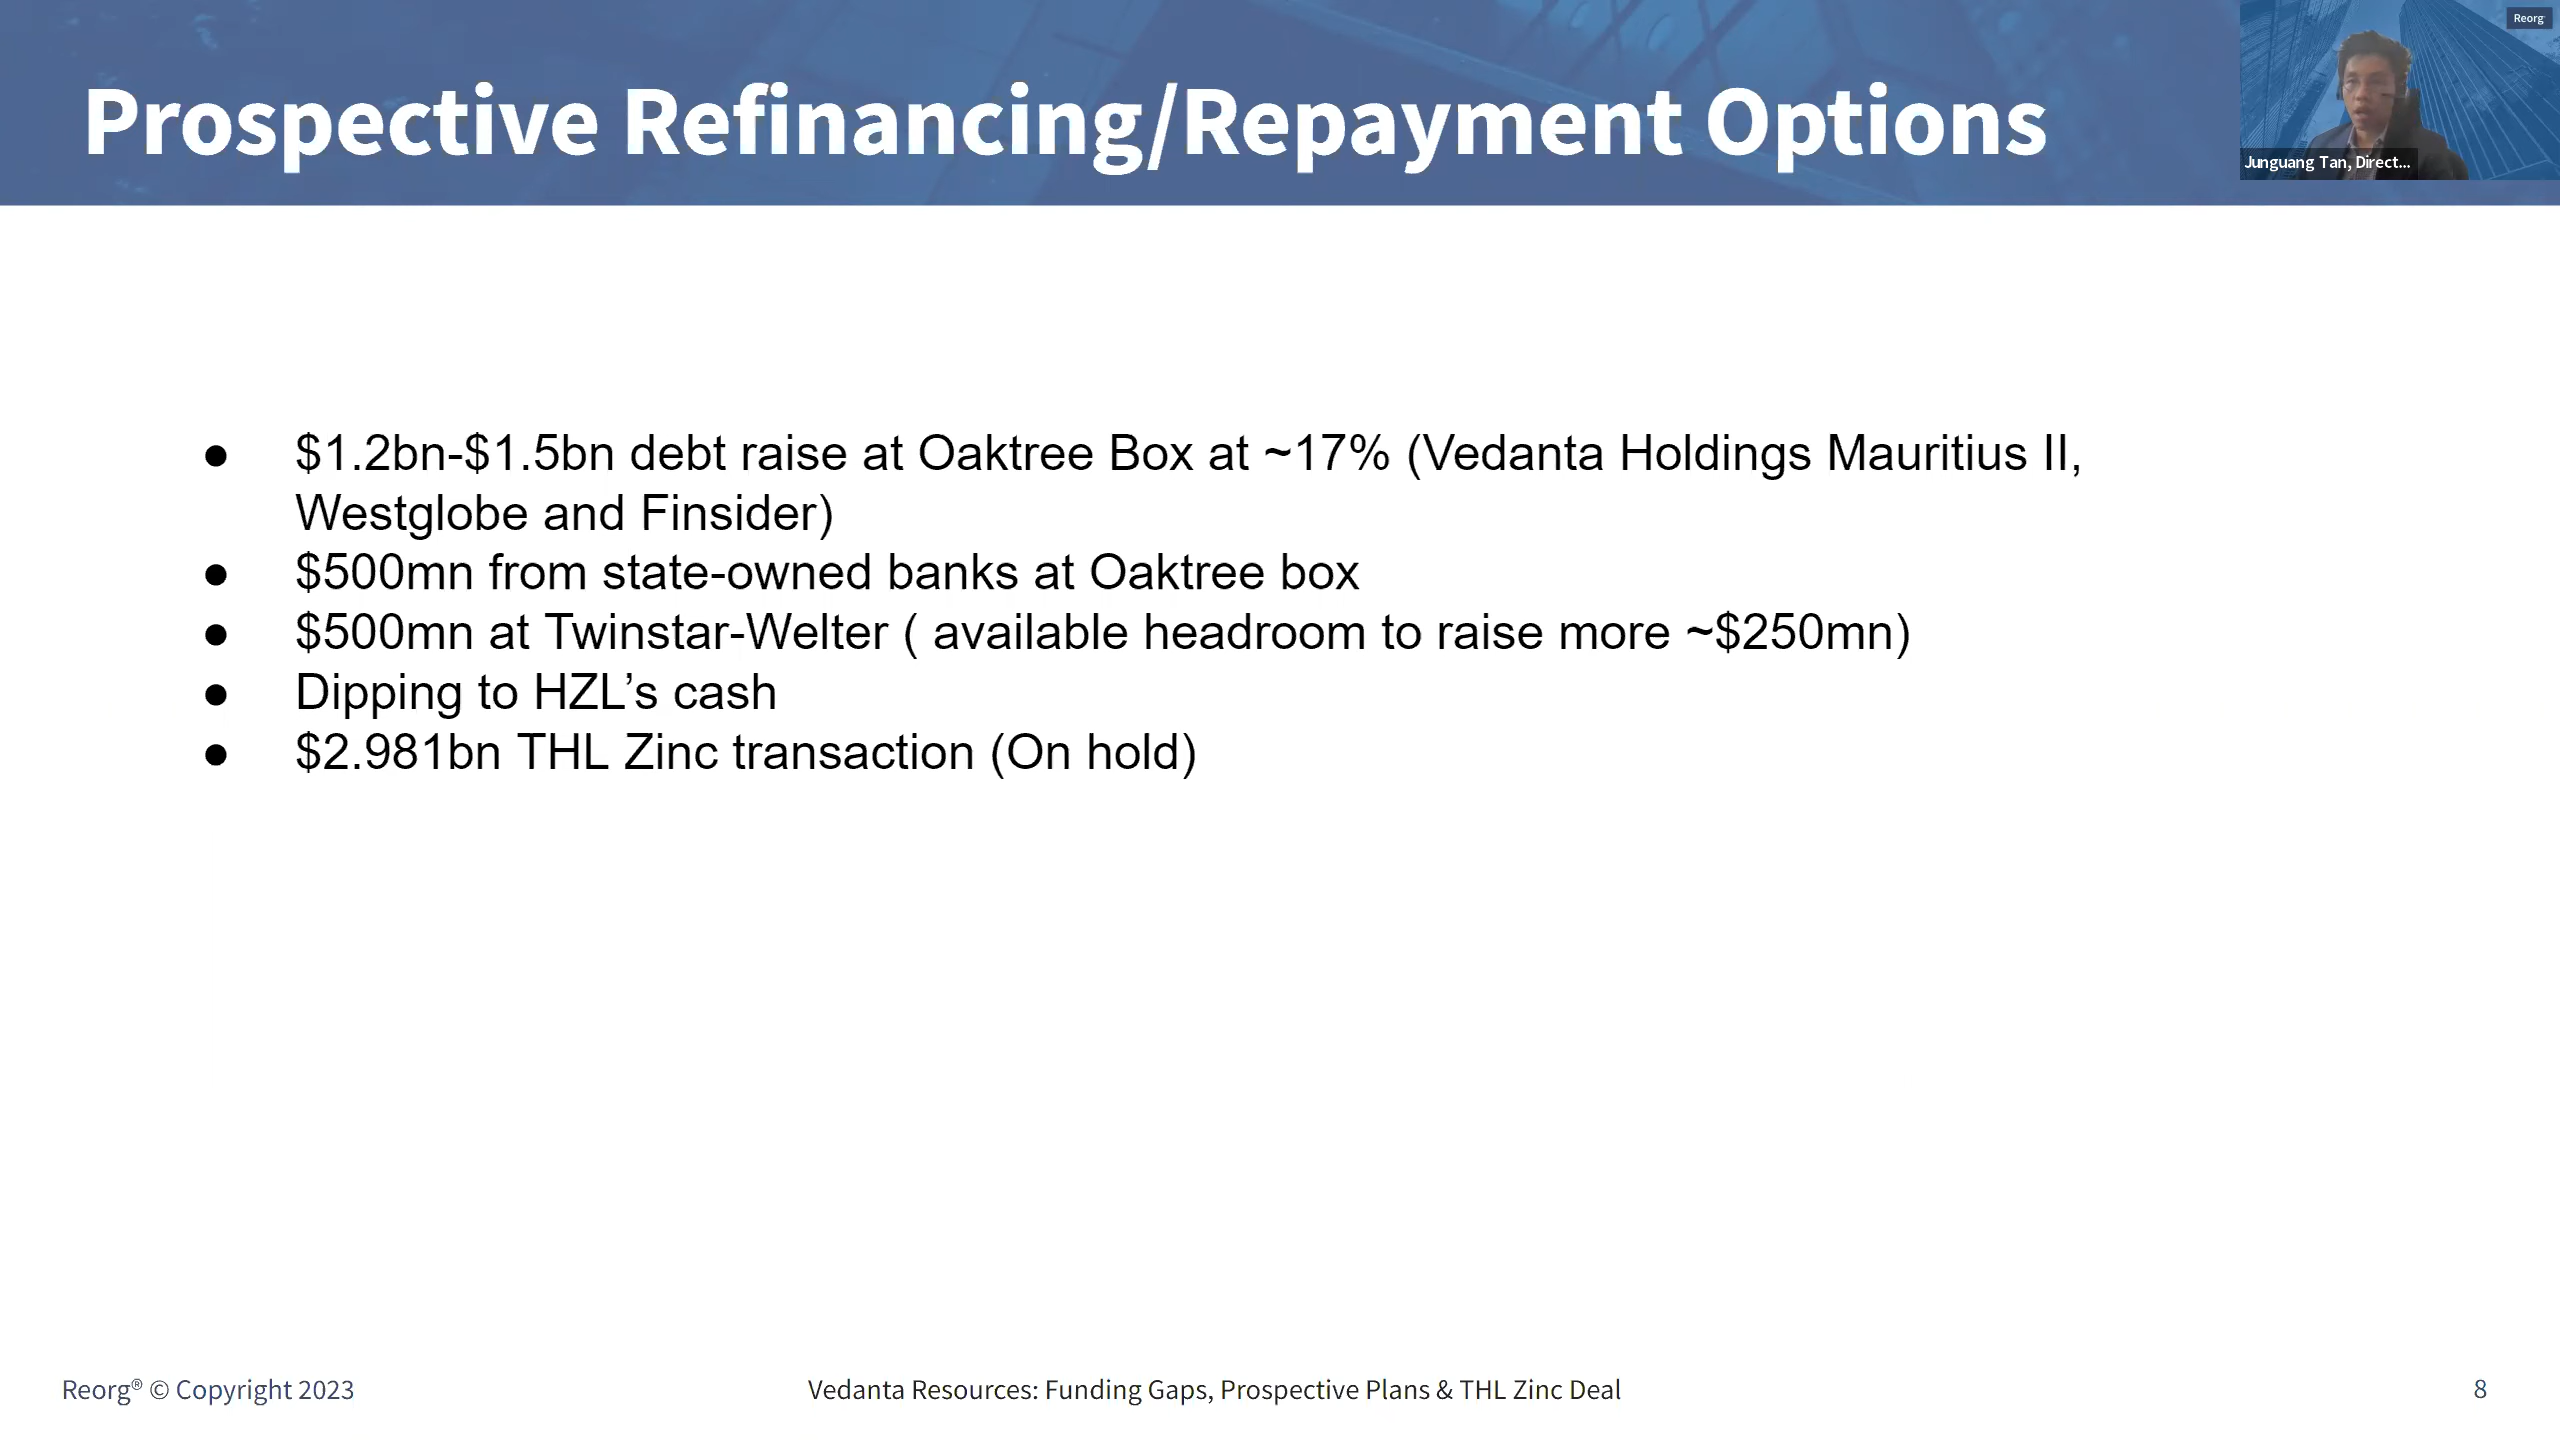 Prospective Refinancing/Repayment Options
Reorg
Junguang Tan, Direct...
● $1.2bn-$1.5bn debt raise at Oaktree Box at ~17% (Vedanta Holdings Mauritius II,
Westglobe and Finsider)
● $500mn from state-owned banks at Oaktree box
● $500mn at Twinstar-Welter ( available headroom to raise more ~$250mn)
● Dipping to HZL’s cash
● $2.981bn THL Zinc transaction (On hold)
Reorg® © Copyright 2023
Vedanta Resources: Funding Gaps, Prospective Plans & THL Zinc Deal
8